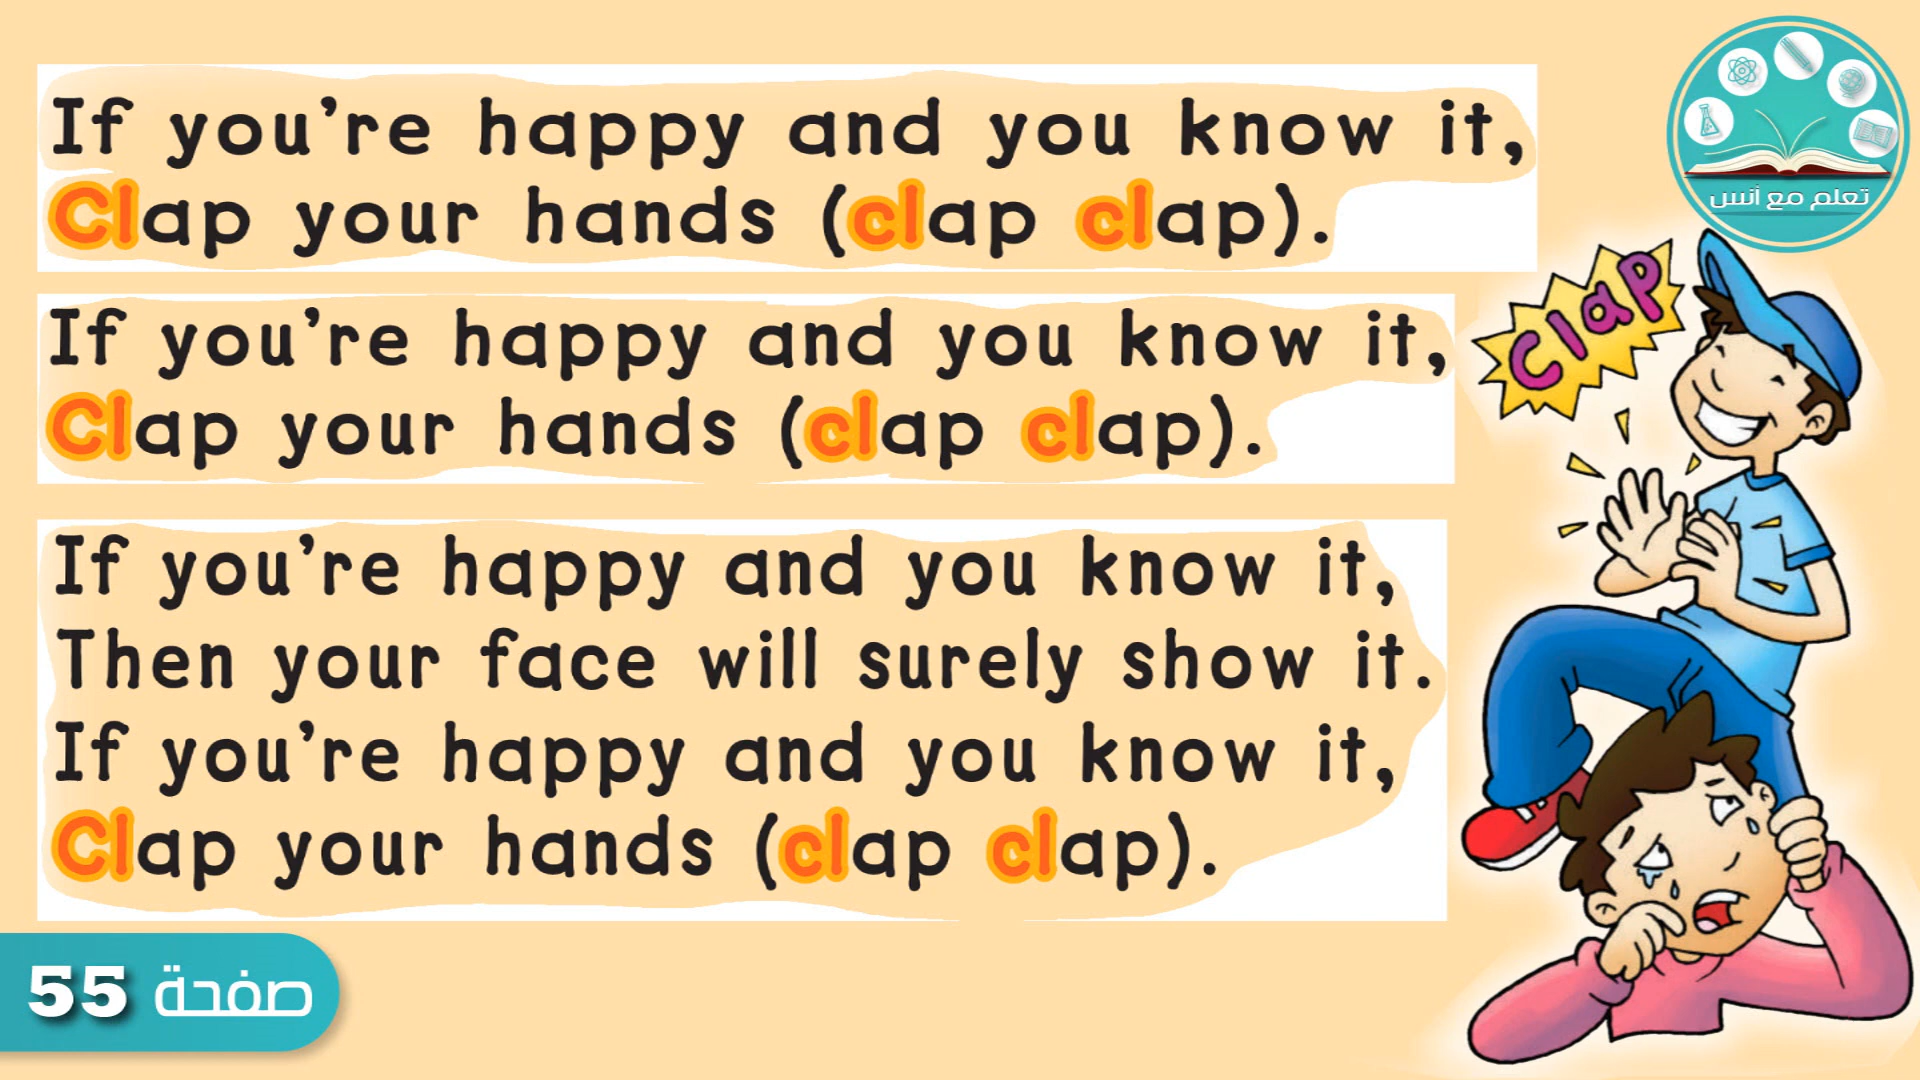 If you're happy and you know it,
Clap your hands (clap clap).
If you're happy and you know it,
Clap your hands (clap clap).
If you're happy and you know it,
Then your face will surely show it.
If you're happy and you know it,
Clap your hands (clap clap).
تعلم مع أنس
Clap
صفحة 55